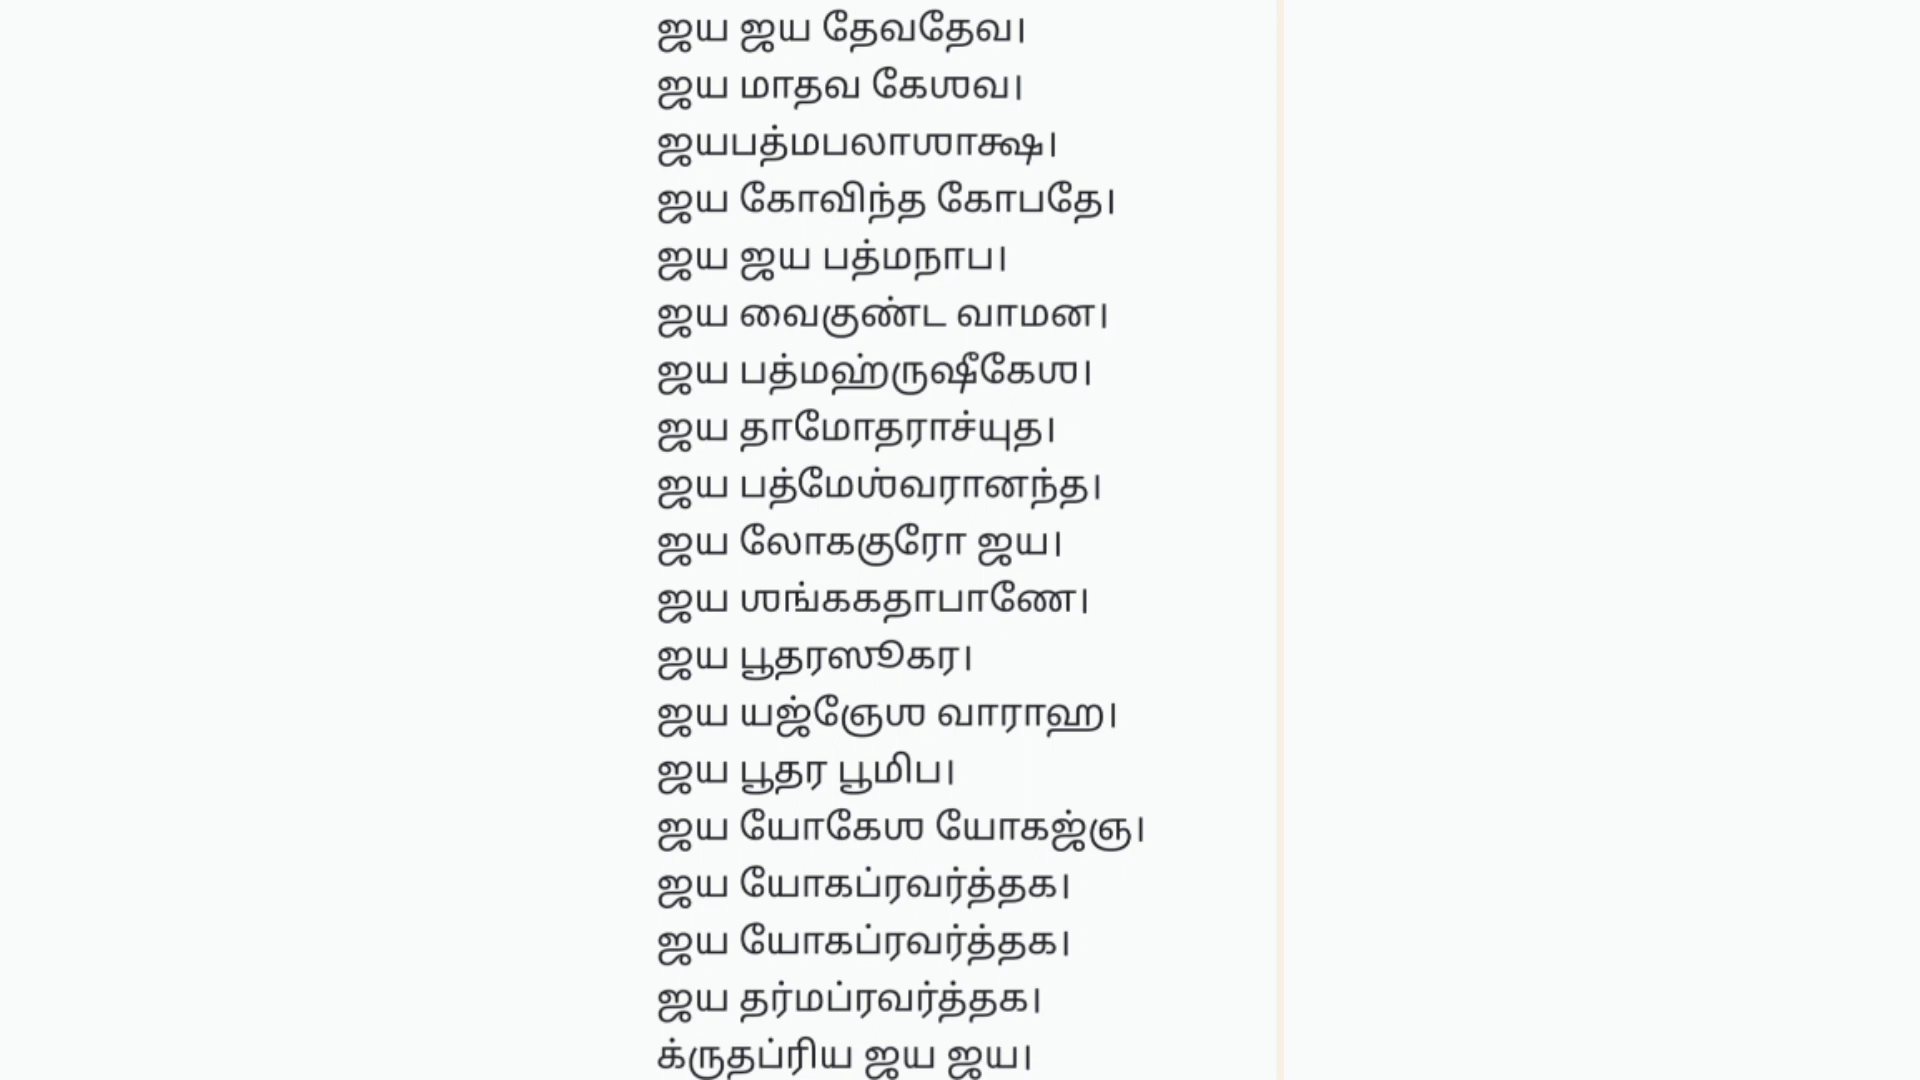 ஜய ஜய தேவதேவ।
ஜய மாதவ கேஶவ।
ஜயபத்மபலாஶாக்ஷ।
ஜய கோவிந்த கோபதே।
ஜய ஜய பத்மநாப।
ஜய வைகுண்ட வாமன।
ஜய பத்மஹ்ருஷீகேஶ।
ஜய தாமோதராச்யுத।
ஜய பத்மேஶ்வரானந்த।
ஜய லோககுரோ ஜய।
ஜய ஶங்ககதாபாணே।
ஜய பூதரஸூகர।
ஜய யஜ்ஞேஶ வாராஹ।
ஜய பூதர பூமிப।
ஜய யோகேஶ யோகஜ்ஞ।
ஜய யோகப்ரவர்த்தக।
ஜய யோகப்ரவர்த்தக।
ஜய தர்மப்ரவர்த்தக।
க்ருதப்ரிய ஜய ஜய।